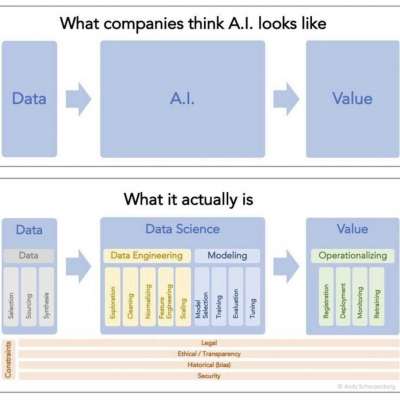 What companies think A.I. looks like
Data
A.I.
Value
What it actually is
Data
Data Science
Value
Data
Data Engineering
Modeling
Operationalizing
Selection
Sourcing
Synthesis
Exploration
Cleaning
Normalizing
Feature
Engineering
Scaling
Model
Selection
Training
Evaluation
Tuning
Registration
Deployment
Monitoring
Retraining
Constraints
Legal
Ethical / Transparency
Historical (bias)
Security